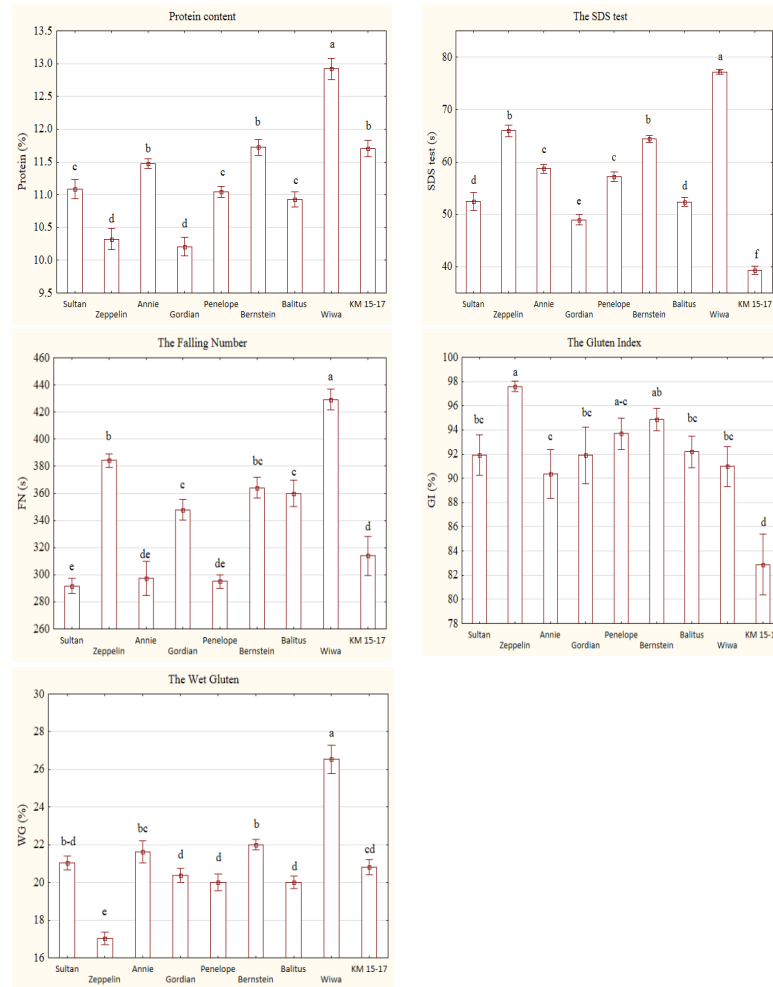 Protein content
13.5
a
13.0
12.5
12.0
b
b
b
11.5
c
c
c
11.0
d
d
10.5
10.0
9.5
Protein (%)
Sultan Annie Penelope Balitus KM 15-17
Zeppelin Gordian Bernstein Wiwa
The SDS test
80
a
70
b
b
c
c
60
d
d
e
50
f
40
SDS test (s)
Sultan Annie Penelope Balitus KM 15-17
Zeppelin Gordian Bernstein Wiwa
The Falling Number
460
a
440
420
400
b
380
bc
c
c
360
340
d
320
de
de
e
300
280
260
FN (s)
Sultan Annie Penelope Balitus KM 15-17
Zeppelin Gordian Bernstein Wiwa
The Gluten Index
100
a
98
a-c
ab
96
bc
bc
bc
bc
94
c
92
90
88
d
86
84
82
80
78
GI (%)
Sultan Annie Penelope Balitus KM 15-1
Zeppelin Gordian Bernstein Wiwa
The Wet Gluten
30
28
a
26
24
b-d
bc
b
22
d
d
d
cd
20
e
18
16
WG (%)
Sultan Annie Penelope Balitus KM 15-17
Zeppelin Gordian Bernstein Wiwa